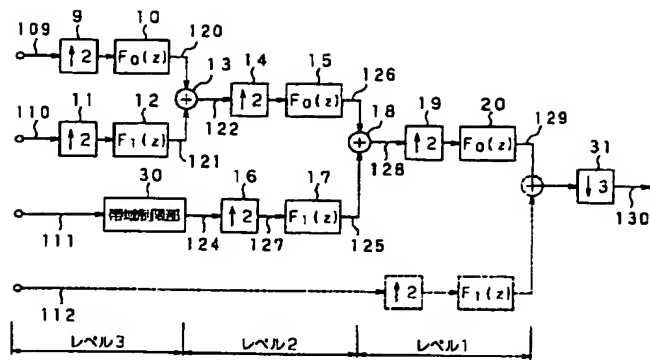 9 10 120
109 ↑2 F₀(z) 13 14 15 126
11 12 122 ↑2 F₀(z) 18 19 20 129
110 ↑2 F₁(z) 121 128 ↑2 F₀(z) 31
30 16 17 ↓3
111 帯域制限部 124 ↑2 127 F₁(z) 125 130
112 ↑2 F₁(z)
レベル3 レベル2 レベル1